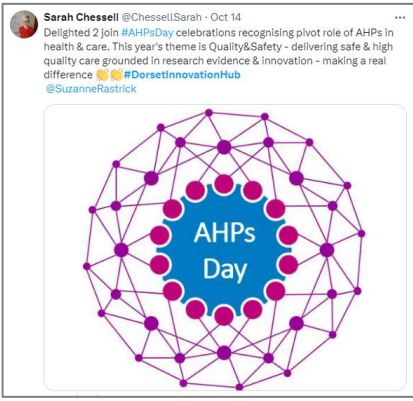 Sarah Chessell @ChessellSarah · Oct 14
Delighted 2 join #AHPsDay celebrations recognising pivot role of AHPs in
health & care. This year's theme is Quality&Safety - delivering safe & high
quality care grounded in research evidence & innovation - making a real
difference 👏👏#DorsetInnovationHub
@SuzanneRastrick
AHPs
Day